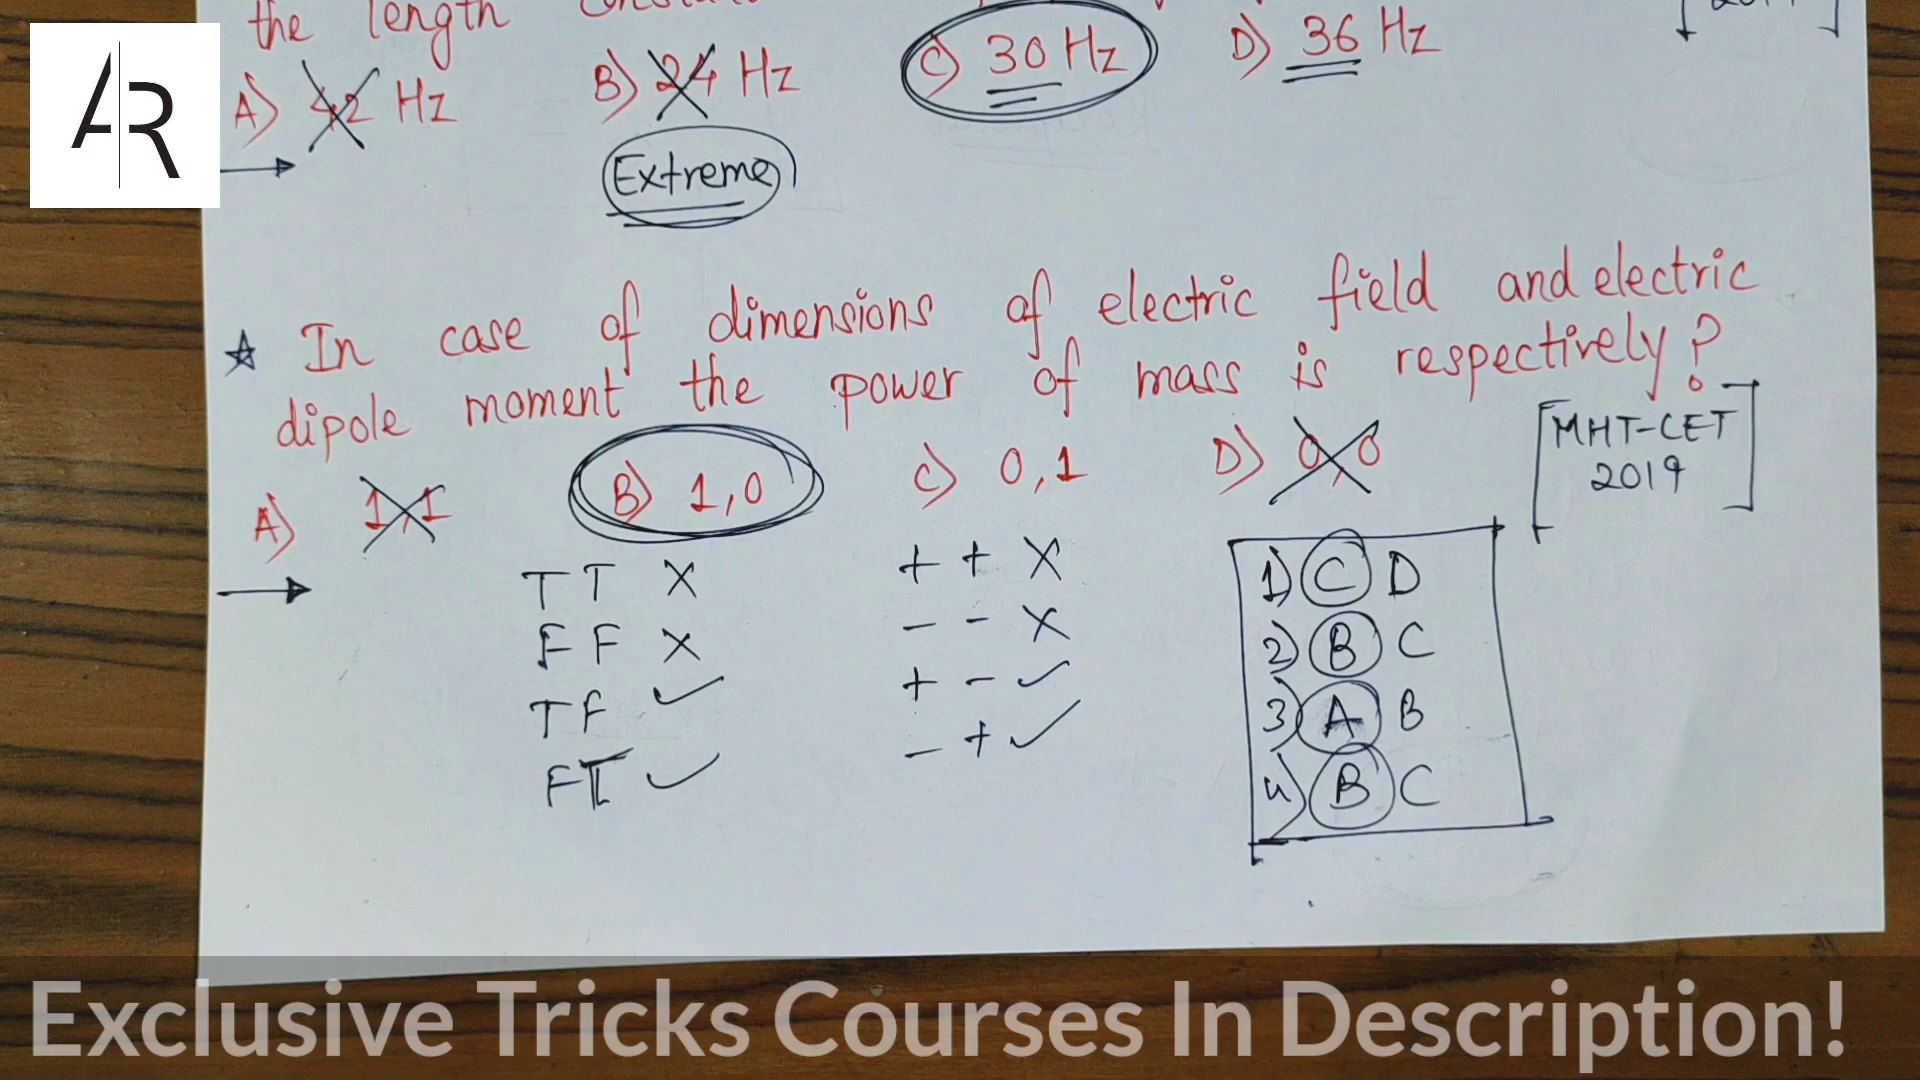 the length
A) 42 Hz B) 24 Hz C) 30 Hz D) 36 Hz
AR
Extreme
In case of dimensions of electric field and electric
dipole moment the power of mass is respectively?
A) 1,1 B) 1,0 C) 0,1 D) 0,0
[MHT-CET
2019]
T T X
F F X
T F ✓
F T ✓
+ + X
- - X
+ - ✓
- + ✓
1) C D
2) B C
3) A B
4) B C
Exclusive Tricks Courses In Description!